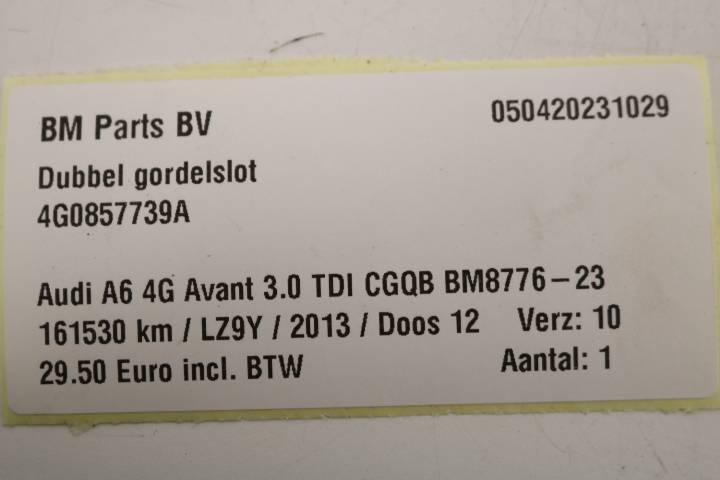 BM Parts BV 050420231029
Dubbel gordelslot
4G0857739A
Audi A6 4G Avant 3.0 TDI CGQB BM8776-23
161530 km / LZ9Y / 2013 / Doos 12 Verz: 10
29.50 Euro incl. BTW Aantal: 1